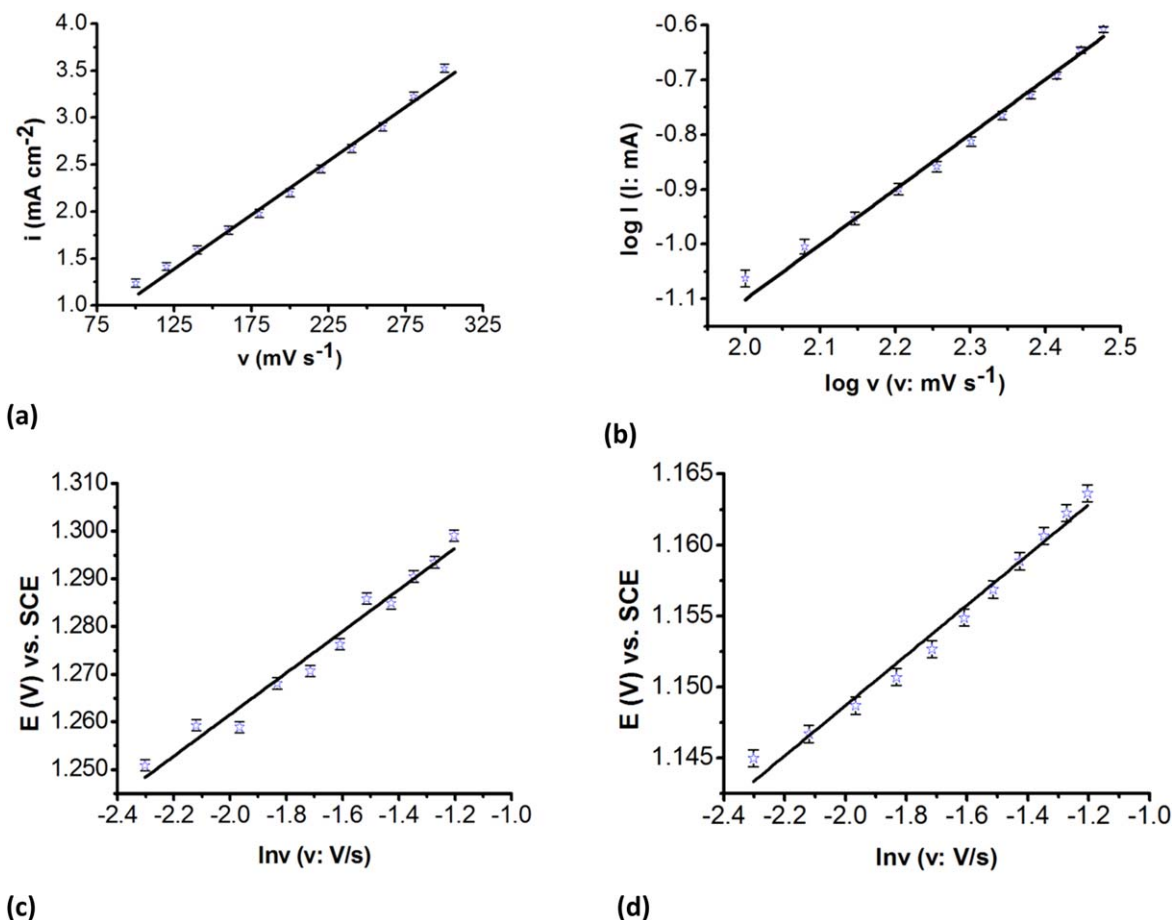 4.0
3.5
3.0
2.5
2.0
1.5
1.0
i (mA cm⁻²)
75 125 175 225 275 325
v (mV s⁻¹)
(a)
-0.6
-0.7
-0.8
-0.9
-1.0
-1.1
log I (I: mA)
2.0 2.1 2.2 2.3 2.4 2.5
log v (v: mV s⁻¹)
(b)
1.310
1.300
1.290
1.280
1.270
1.260
1.250
E (V) vs. SCE
-2.4 -2.2 -2.0 -1.8 -1.6 -1.4 -1.2 -1.0
lnv (v: V/s)
(c)
1.165
1.160
1.155
1.150
1.145
E (V) vs. SCE
-2.4 -2.2 -2.0 -1.8 -1.6 -1.4 -1.2 -1.0
lnv (v: V/s)
(d)